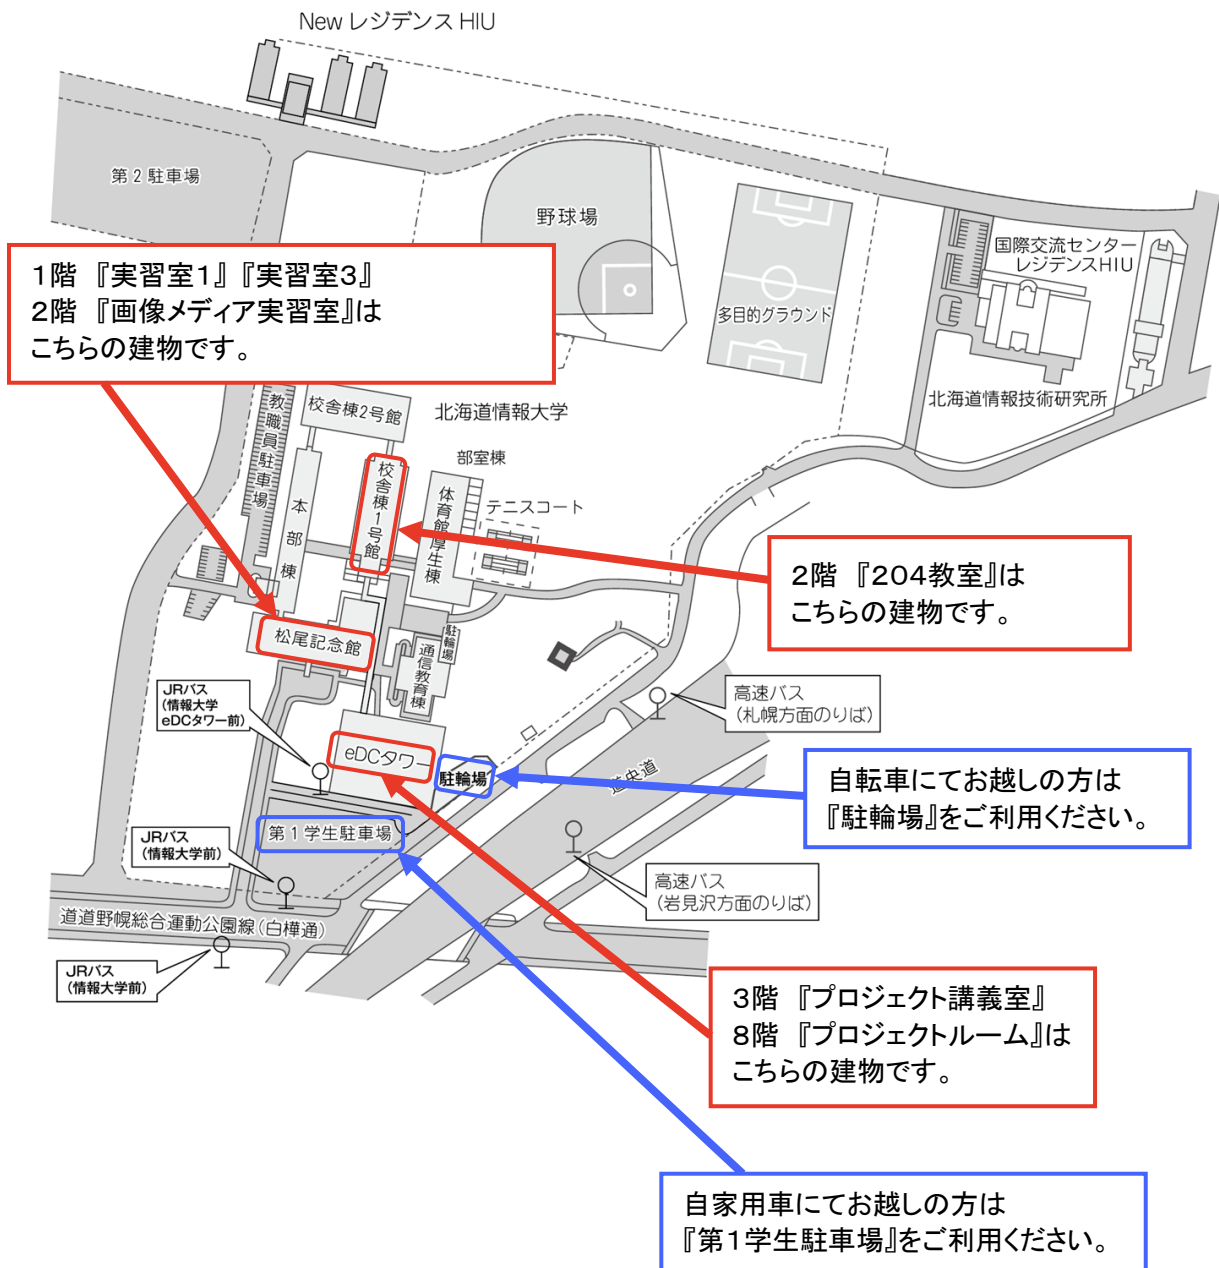 New レジデンス HIU
第２駐車場
野球場
国際交流センター
レジデンスHIU
多目的グラウンド
1階 『実習室1』 『実習室3』
2階 『画像メディア実習室』は
こちらの建物です。
北海道情報技術研究所
教職員駐車場
校舎棟2号館
北海道情報大学
部室棟
校舎棟1号館
本部棟
体育館厚生棟
テニスコート
2階 『204教室』は
こちらの建物です。
松尾記念館
駐輪場
通信教育棟
JRバス
(情報大学
eDCタワー前)
高速バス
(札幌方面のりば)
eDCタワー
駐輪場
道央道
自転車にてお越しの方は
『駐輪場』をご利用ください。
第１学生駐車場
JRバス
(情報大学前)
高速バス
(岩見沢方面のりば)
道道野幌総合運動公園線(白樺通)
JRバス
(情報大学前)
3階 『プロジェクト講義室』
8階 『プロジェクトルーム』は
こちらの建物です。
自家用車にてお越しの方は
『第1学生駐車場』をご利用ください。